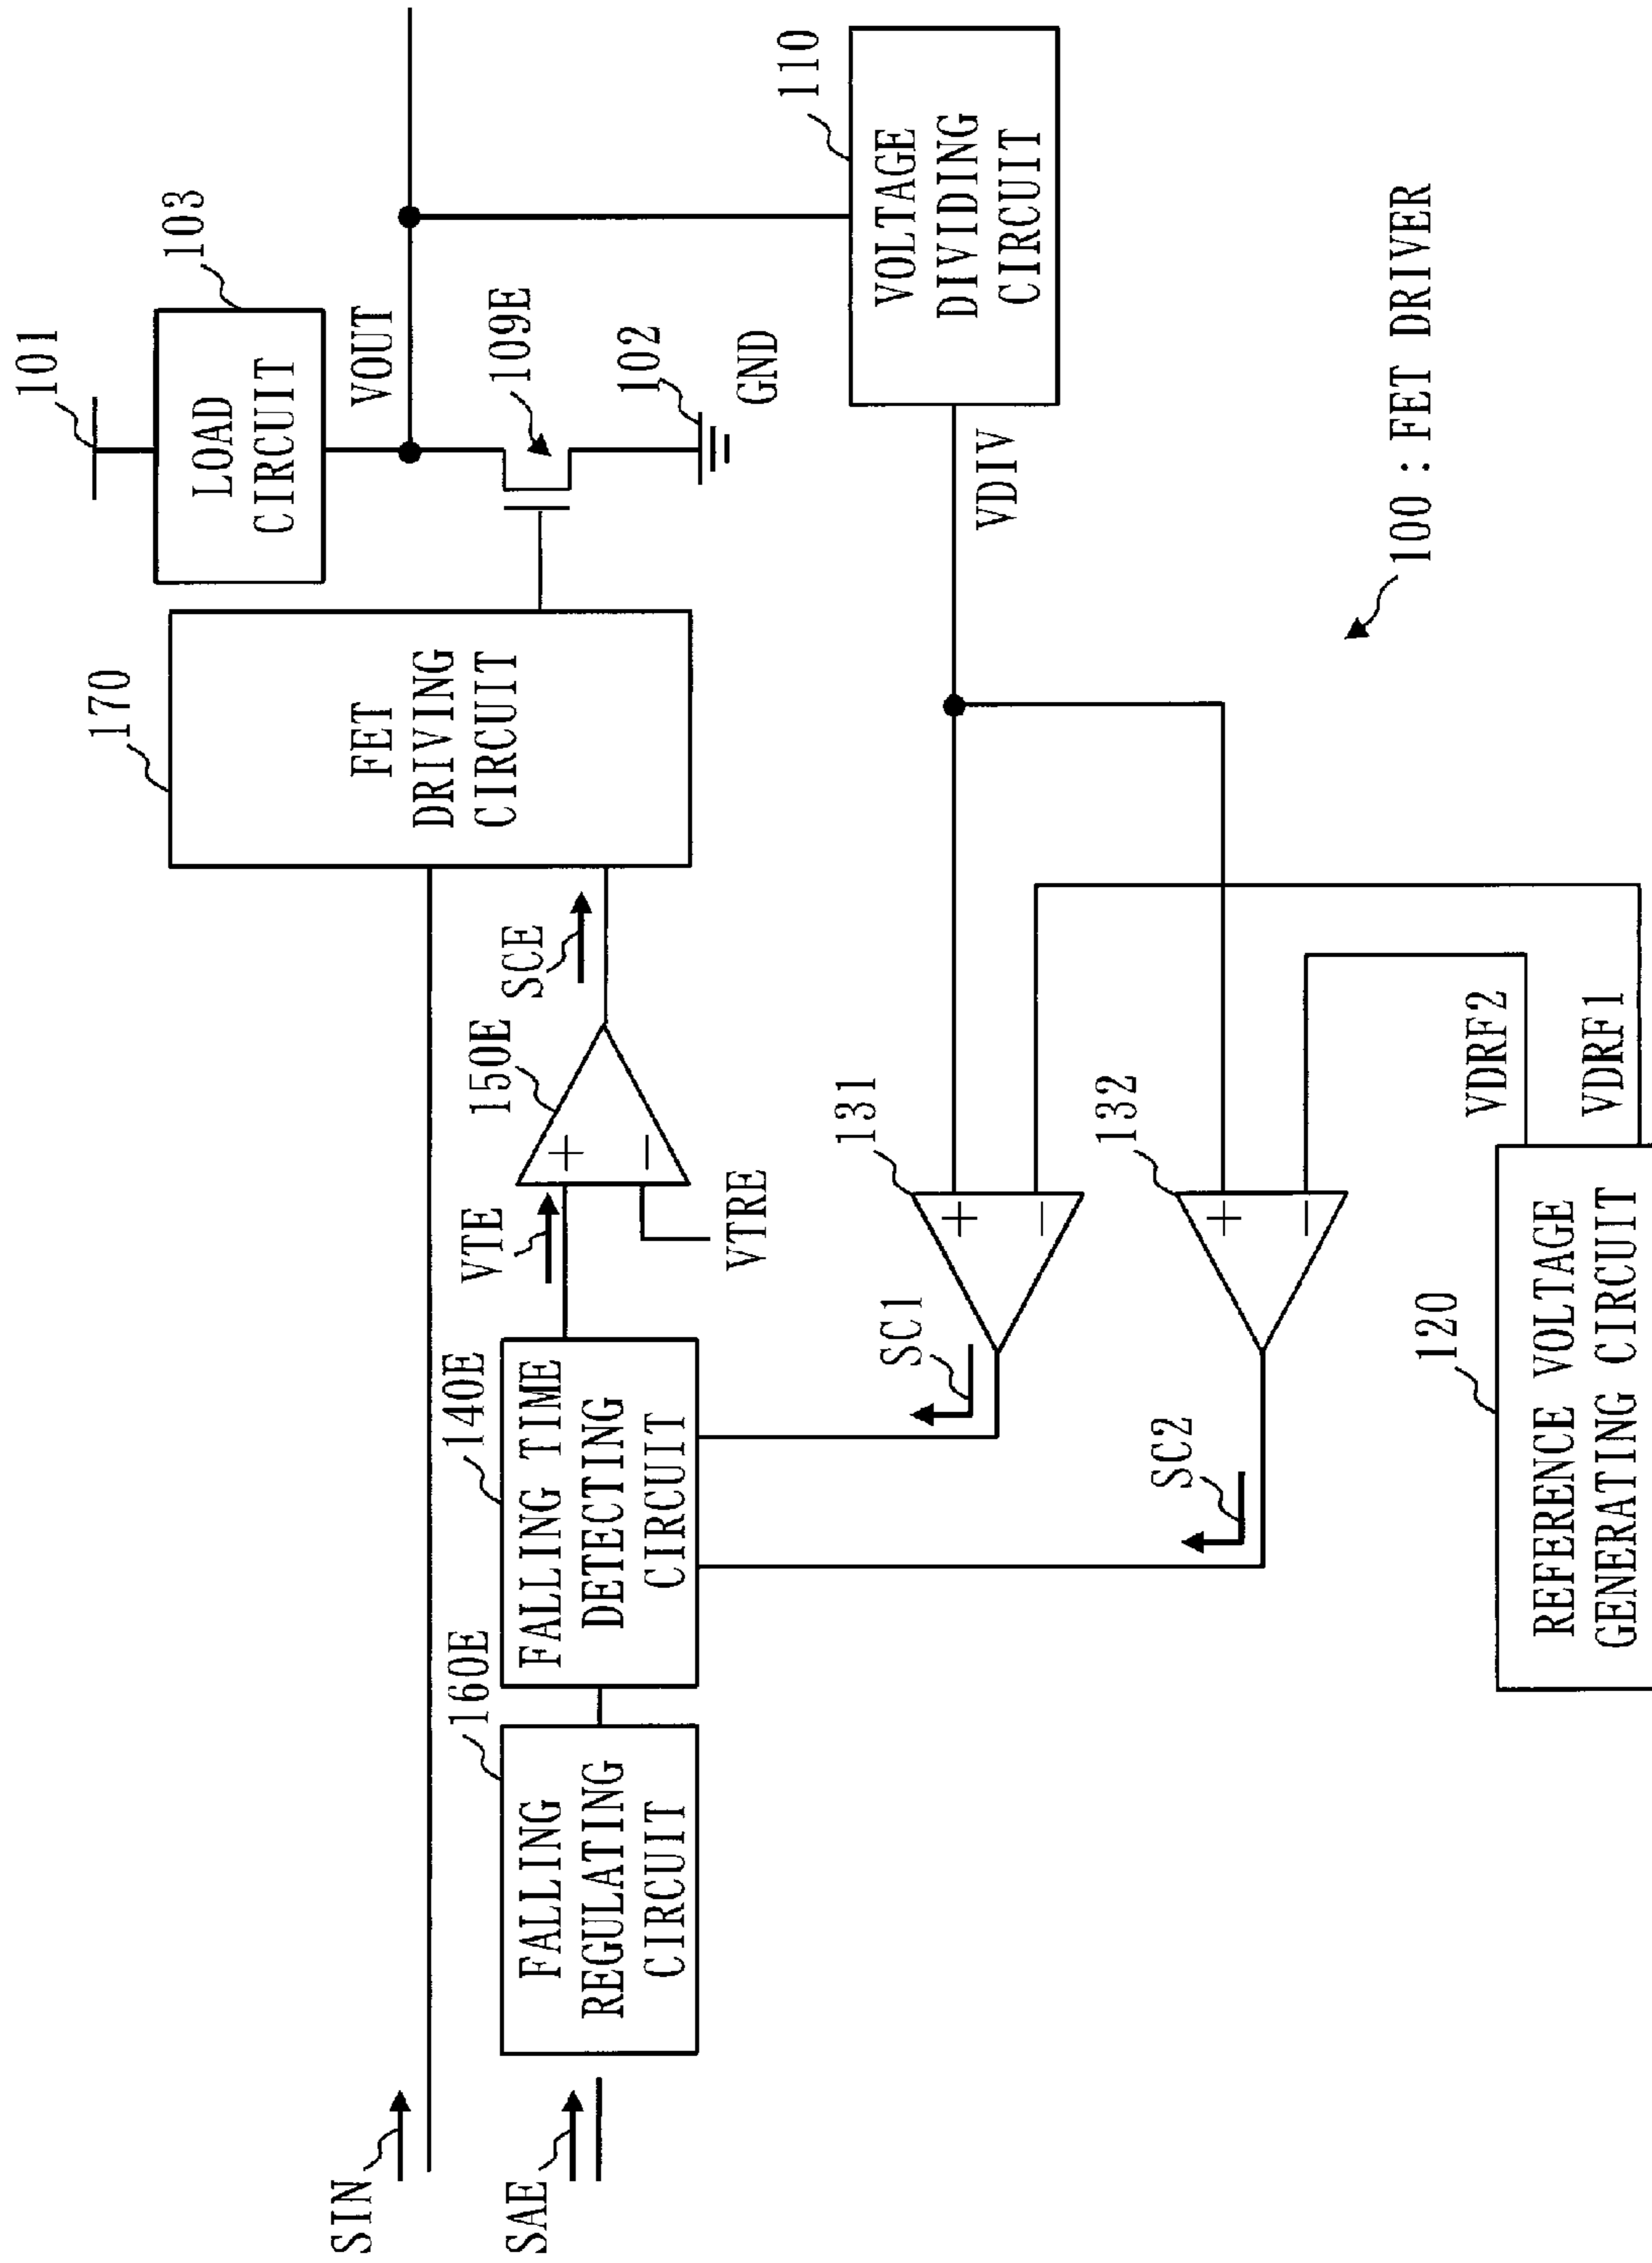 101
LOAD
CIRCUIT
103
VOUT
109E
102
GND
170
FET
DRIVING
CIRCUIT
110
VOLTAGE
DIVIDING
CIRCUIT
VDIV
SIN
SAE
160E
FALLING
REGULATING
CIRCUIT
140E
FALLING TIME
DETECTING
CIRCUIT
VTE
150E
+
−
VTRE
SCE
SC1
131
+
−
SC2
132
+
−
120
REFERENCE VOLTAGE
GENERATING CIRCUIT
VDRF2
VDRF1
100 : FET DRIVER